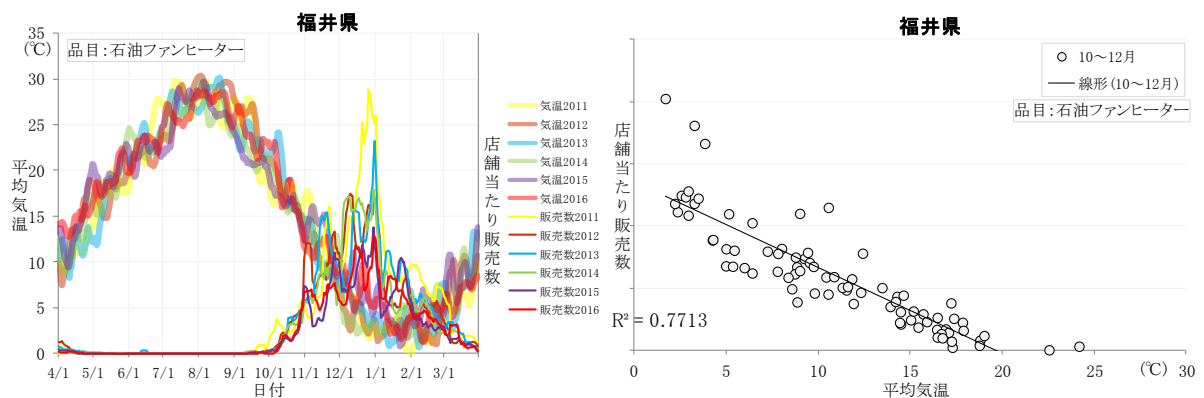 福井県
35
(℃)
品目:石油ファンヒーター
30
25
20
15
10
5
0
平均気温
4/1 5/1 6/1 7/1 8/1 9/1 10/1 11/1 12/1 1/1 2/1 3/1
日付
店舗当たり販売数
気温2011
気温2012
気温2013
気温2014
気温2015
気温2016
販売数2011
販売数2012
販売数2013
販売数2014
販売数2015
販売数2016
福井県
10～12月
線形(10～12月)
品目:石油ファンヒーター
店舗当たり販売数
R² = 0.7713
0 5 10 15 20 25 30
(℃)
平均気温